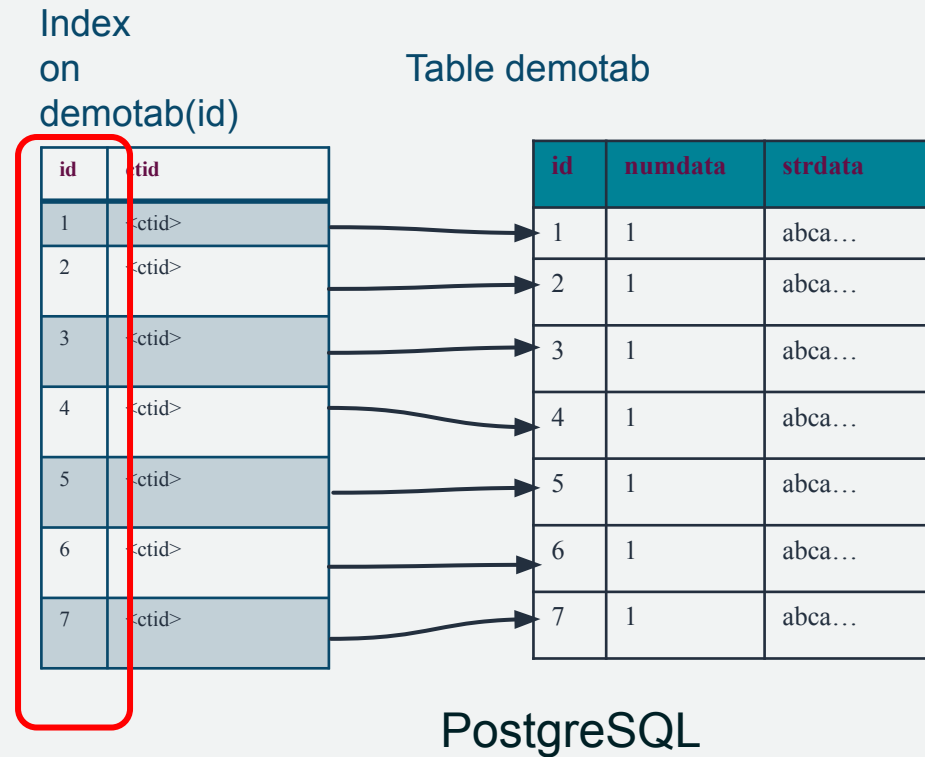 Index
on
demotab(id)
Table demotab
id ctid
1 <ctid>
2 <ctid>
3 <ctid>
4 <ctid>
5 <ctid>
6 <ctid>
7 <ctid>
id numdata strdata
1 1 abca…
2 1 abca…
3 1 abca…
4 1 abca…
5 1 abca…
6 1 abca…
7 1 abca…
PostgreSQL